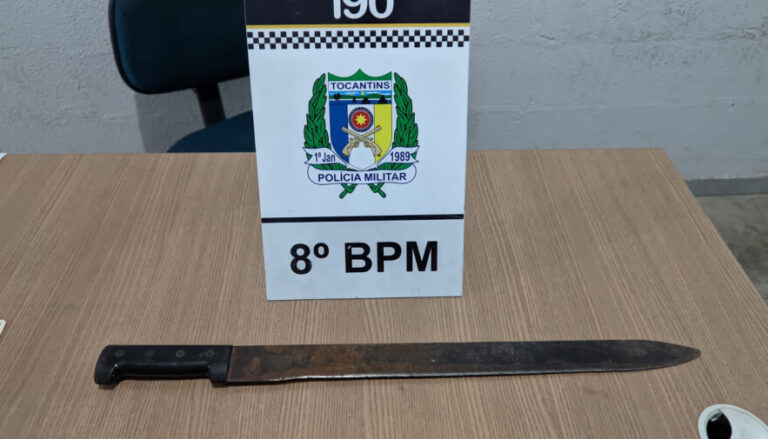 190
TOCANTINS
1º Jan 1989
POLÍCIA MILITAR
8º BPM